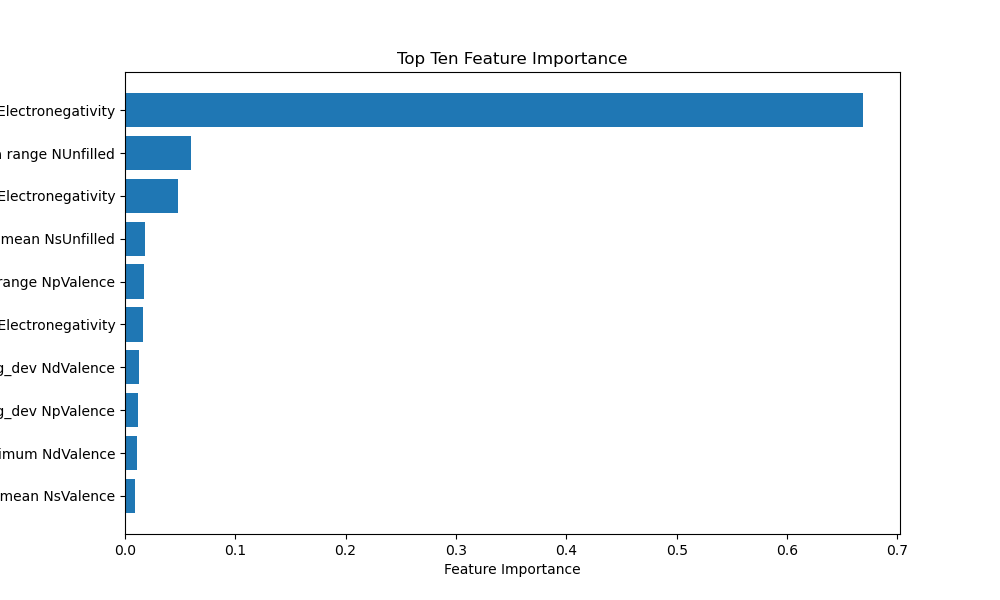 Top Ten Feature Importance
Electronegativity
range NUnfilled
Electronegativity
mean NsUnfilled
range NpValence
Electronegativity
g_dev NdValence
g_dev NpValence
imum NdValence
mean NsValence
0.0 0.1 0.2 0.3 0.4 0.5 0.6 0.7
Feature Importance